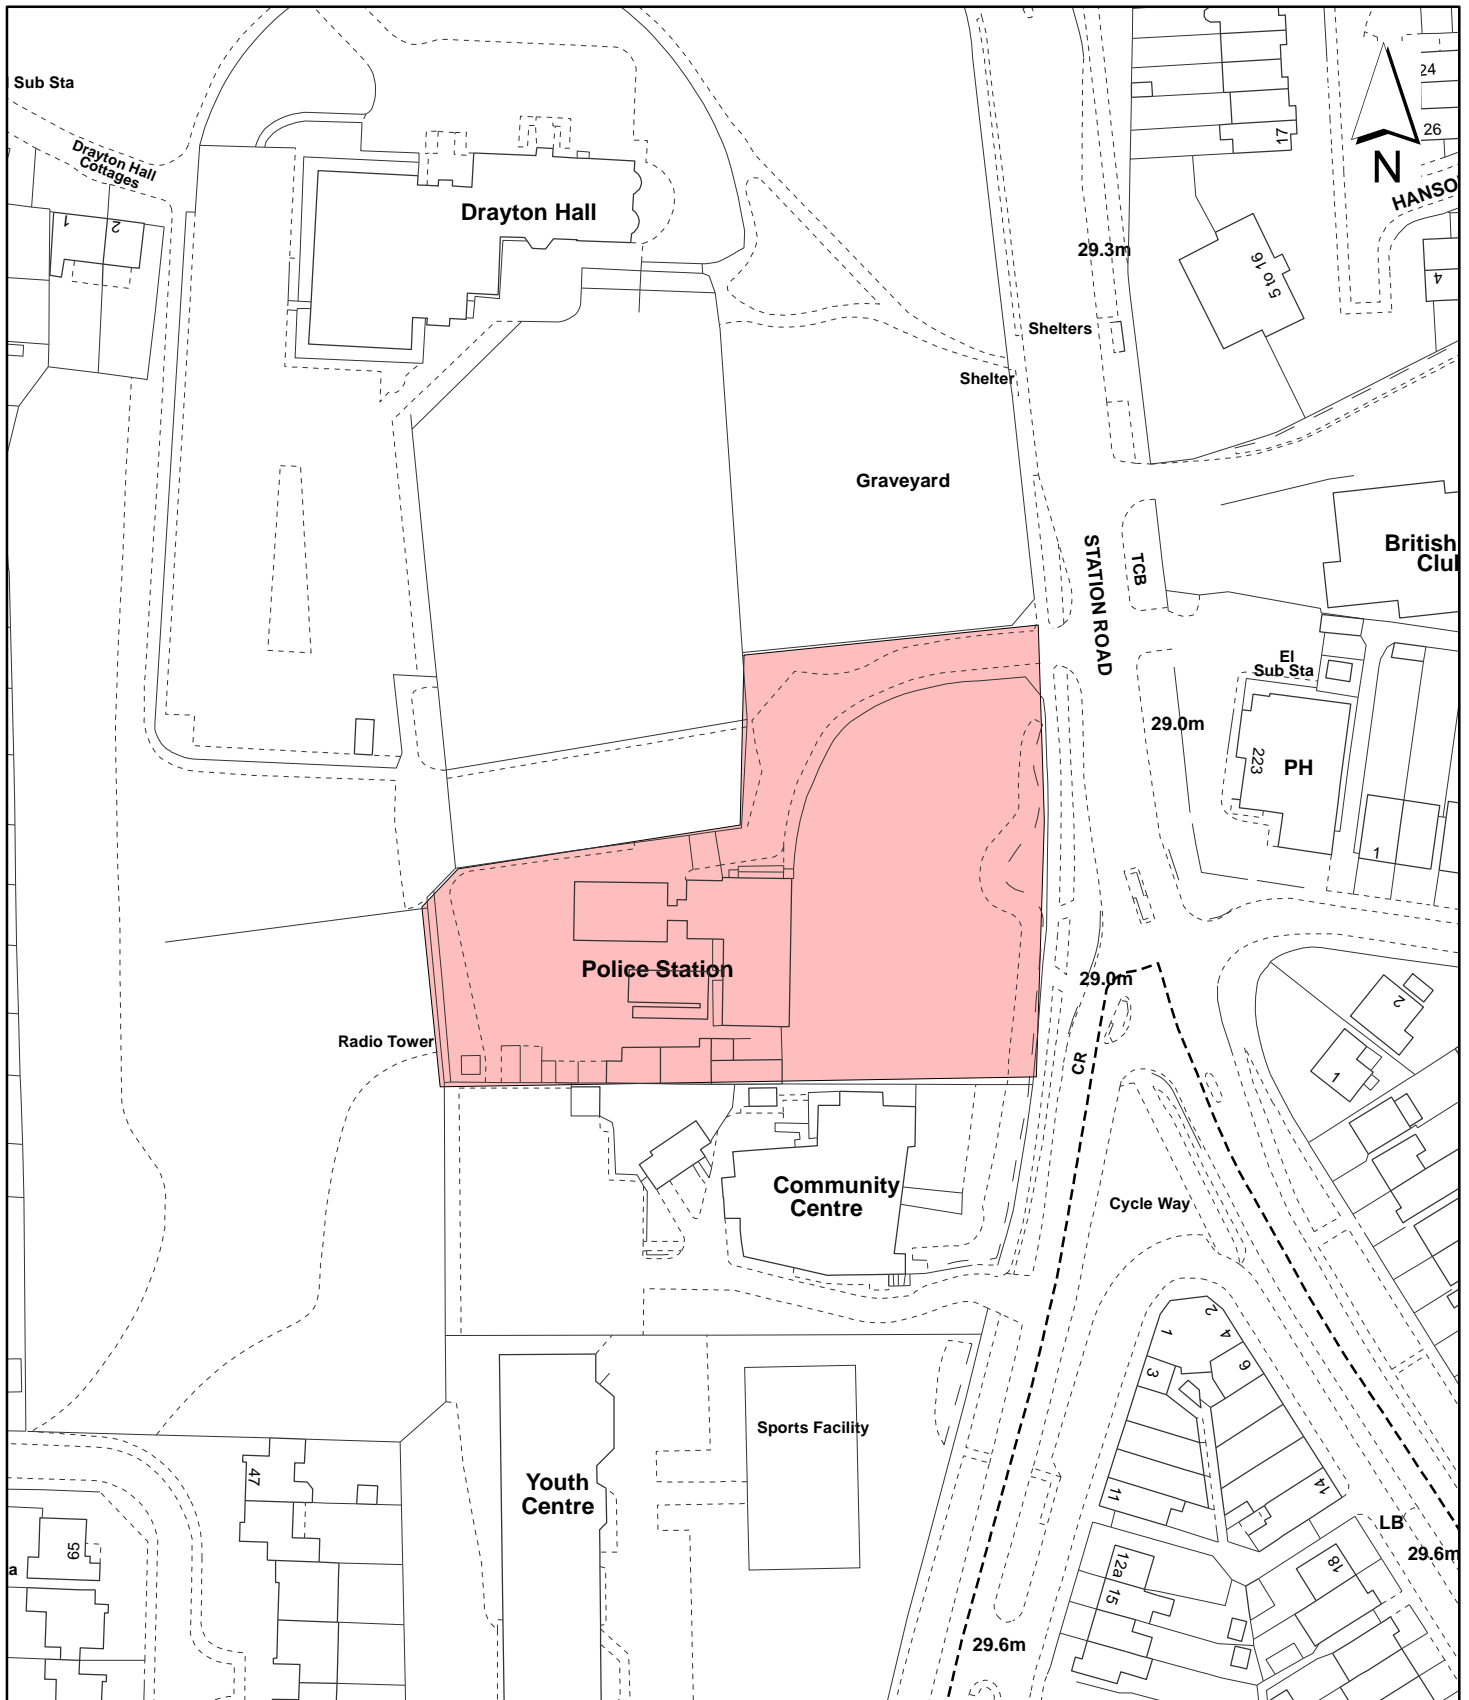 Sub Sta
24
26
17
N
Drayton Hall
Cottages
HANSO
Drayton Hall
1
2
29.3m
5 to 16
4
Shelters
Shelter
Graveyard
STATION ROAD
TCB
British
Clu
El
Sub Sta
29.0m
223
PH
1
Police Station
29.0m
2
Radio Tower
CR
1
Community
Centre
Cycle Way
2
1
4
3
6
Sports Facility
47
Youth
Centre
14
11
LB
65
12a
15
18
29.6m
a
29.6m